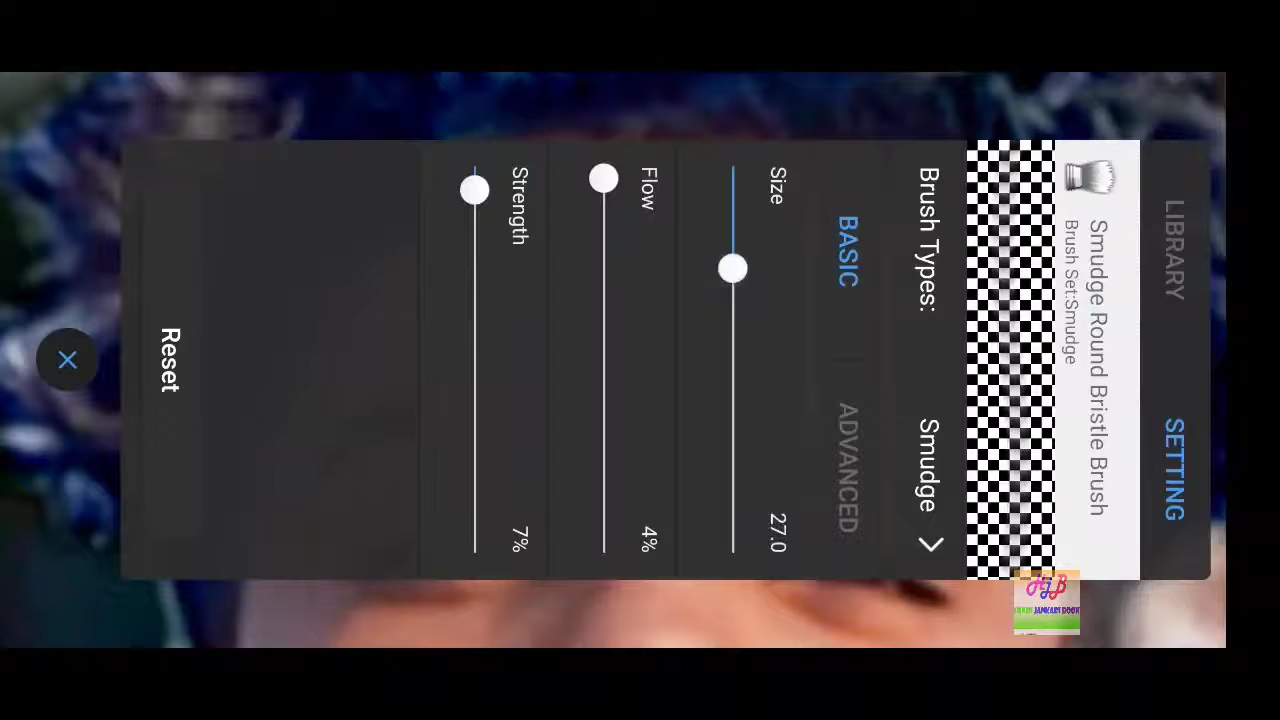 LIBRARY SETTING
Smudge Round Bristle Brush
Brush Set:Smudge
Brush Types: Smudge
BASIC ADVANCED
Size 27.0
Flow 4%
Strength 7%
Reset
HJB